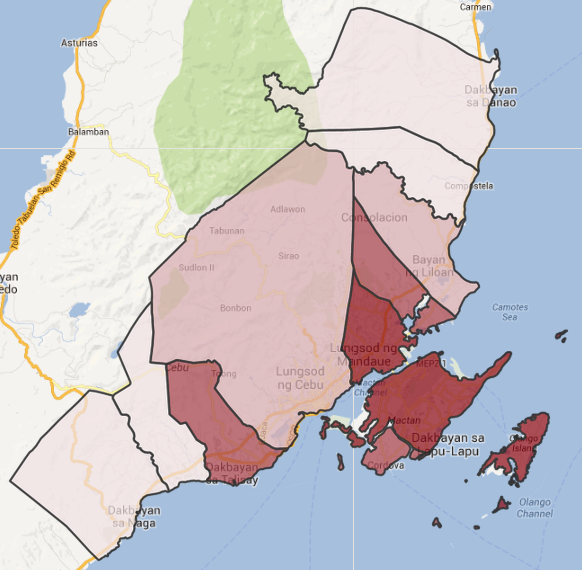 Carmen
Asturias
Dakbayan
sa Danao
Balamban
Compostela
Adlawon
Consolacion
Tabunan
Sirao
Sudlon II
Bayan
ng Liloan
yan
edo
Bonbon
Camotes
Sea
Toledo-Tabuelan-San Remigio Rd
Lungsod ng
Mandaue
MEPZ 1
Cebu
Toong
Lungsod
ng Cebu
Mactan
Channel
Mactan
Dakbayan sa
Lapu-Lapu
Olango
Island
Cordova
Dakbayan
sa Talisay
Olango
Channel
Dakbayan
sa Naga